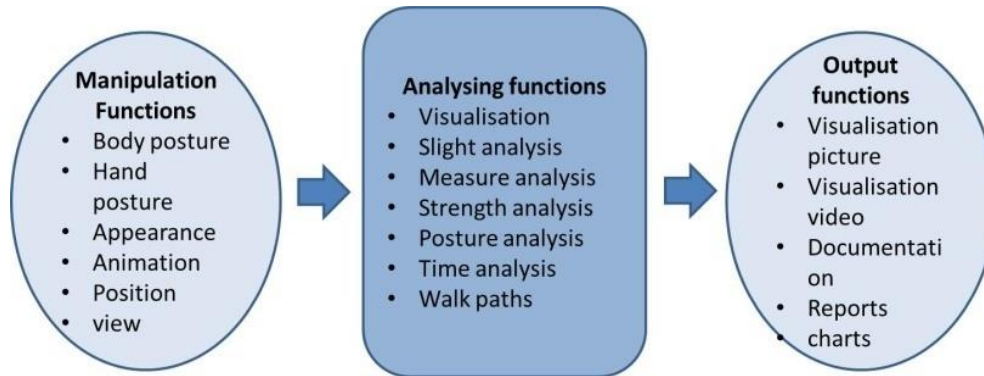 Manipulation
Functions
• Body posture
• Hand
posture
• Appearance
• Animation
• Position
• view
Analysing functions
• Visualisation
• Slight analysis
• Measure analysis
• Strength analysis
• Posture analysis
• Time analysis
• Walk paths
Output
functions
• Visualisation
picture
• Visualisation
video
• Documentati
on
• Reports
• charts